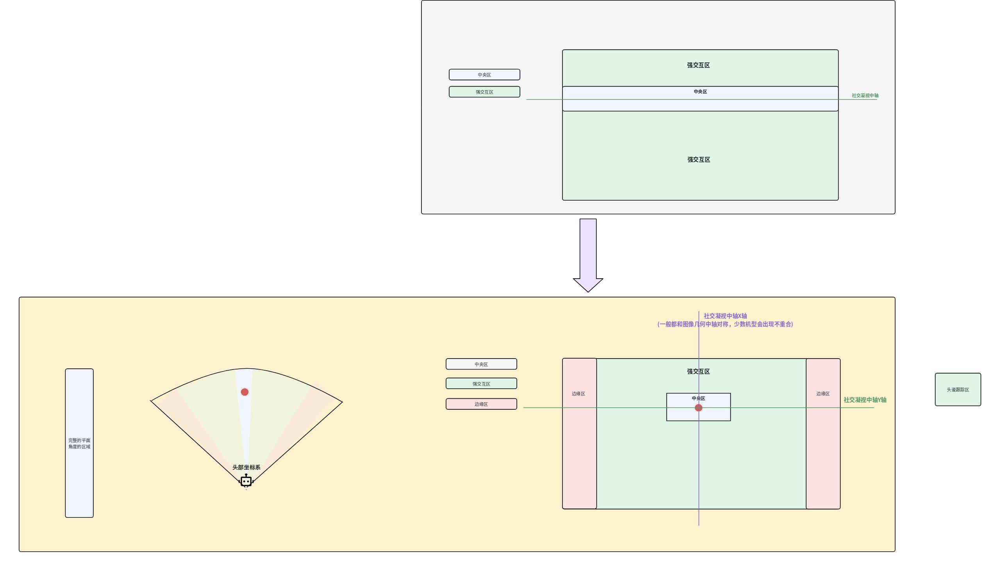 强交互区
中央区
强交互区
中央区
社交凝视中轴
强交互区
社交凝视中轴X轴
(一般都和图像几何中轴对称，少数机型会出现不重合)
中央区
强交互区
边缘区
强交互区
边缘区
边缘区
中央区
社交凝视中轴Y轴
头姿跟踪区
完整的平面
角度的区域
头部坐标系